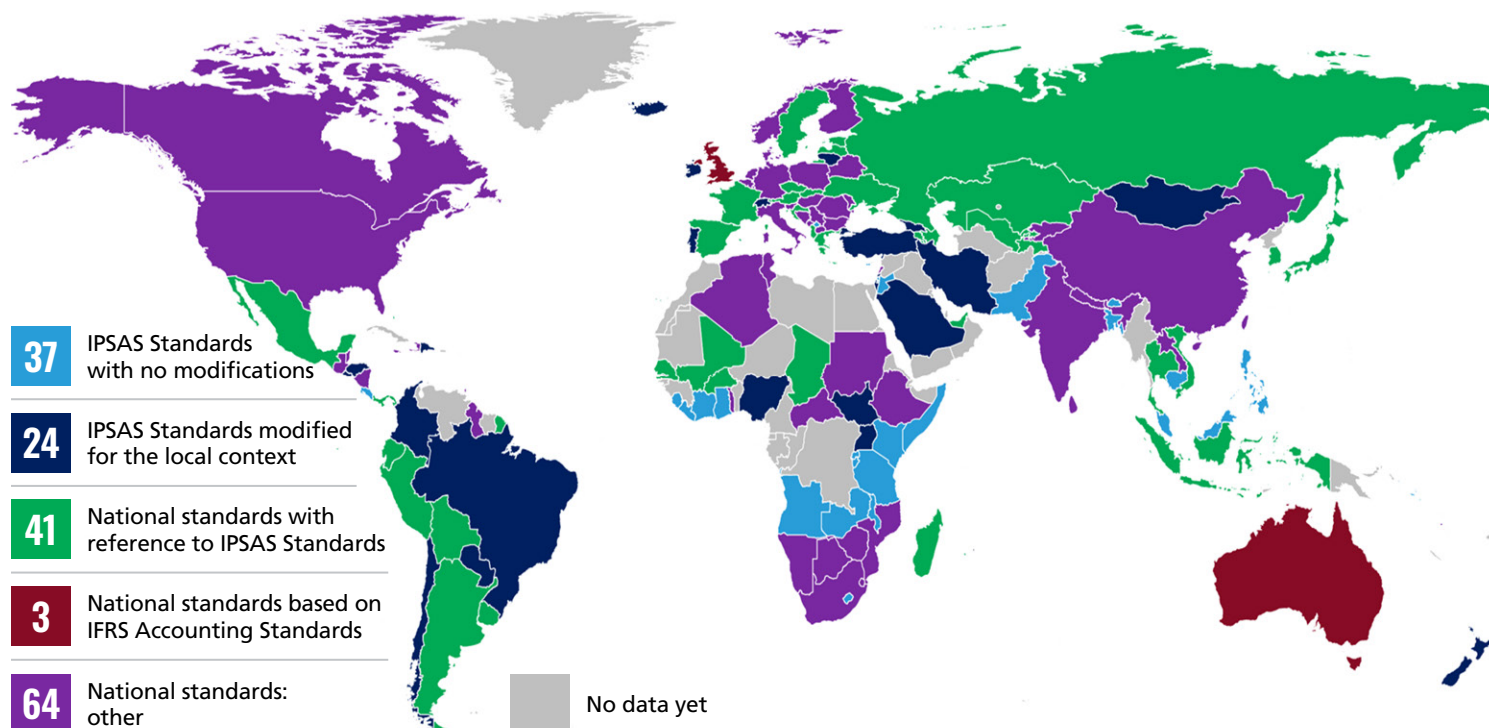 37
IPSAS Standards
with no modifications
24
IPSAS Standards modified
for the local context
41
National standards with
reference to IPSAS Standards
3
National standards based on
IFRS Accounting Standards
64
National standards:
other
No data yet